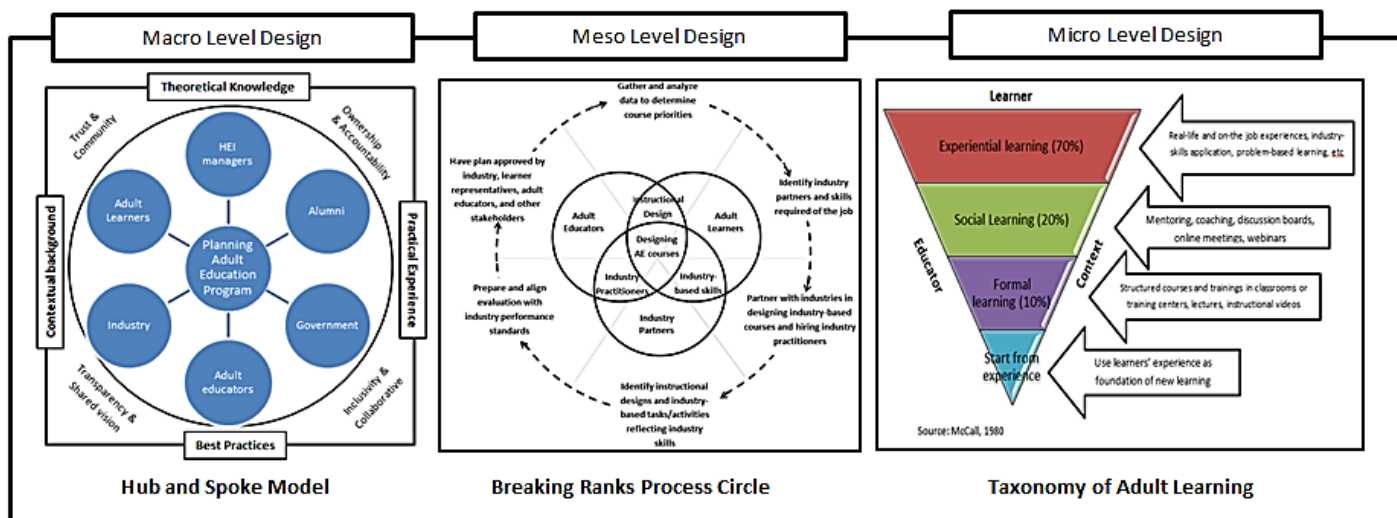 Macro Level Design
Meso Level Design
Micro Level Design
Theoretical Knowledge
Trust &
Community
Ownership
& Accountability
HEI
managers
Adult
Learners
Alumni
Planning
Adult
Education
Program
Industry
Government
Adult
educators
Contextual background
Practical Experience
Transparency &
Shared vision
Inclusivity &
Collaborative
Best Practices
Hub and Spoke Model
Gather and analyze
data to determine
course priorities
Have plan approved by
industry, learner
representatives, adult
educators, and other
stakeholders
Identify industry
partners and skills
required of the job
Adult
Educators
Instructional
Design
Adult
Learners
Designing
AE courses
Industry
Practitioners
Industry-
based skills
Industry
Partners
Prepare and align
evaluation with
industry performance
standards
Partner with industries in
designing industry-based
courses and hiring industry
practitioners
Identify instructional
designs and industry-
based tasks/activities
reflecting industry
skills
Breaking Ranks Process Circle
Learner
Experiential learning (70%)
Real-life and on-the job experiences, industry-
skills application, problem-based learning, etc
Social Learning (20%)
Mentoring, coaching, discussion boards,
online meetings, webinars
Educator
Context
Formal
learning (10%)
Structured courses and trainings in classrooms or
training centers, lectures, instructional videos
Start from
experience
Use learners' experience as
foundation of new learning
Source: McCall, 1980
Taxonomy of Adult Learning